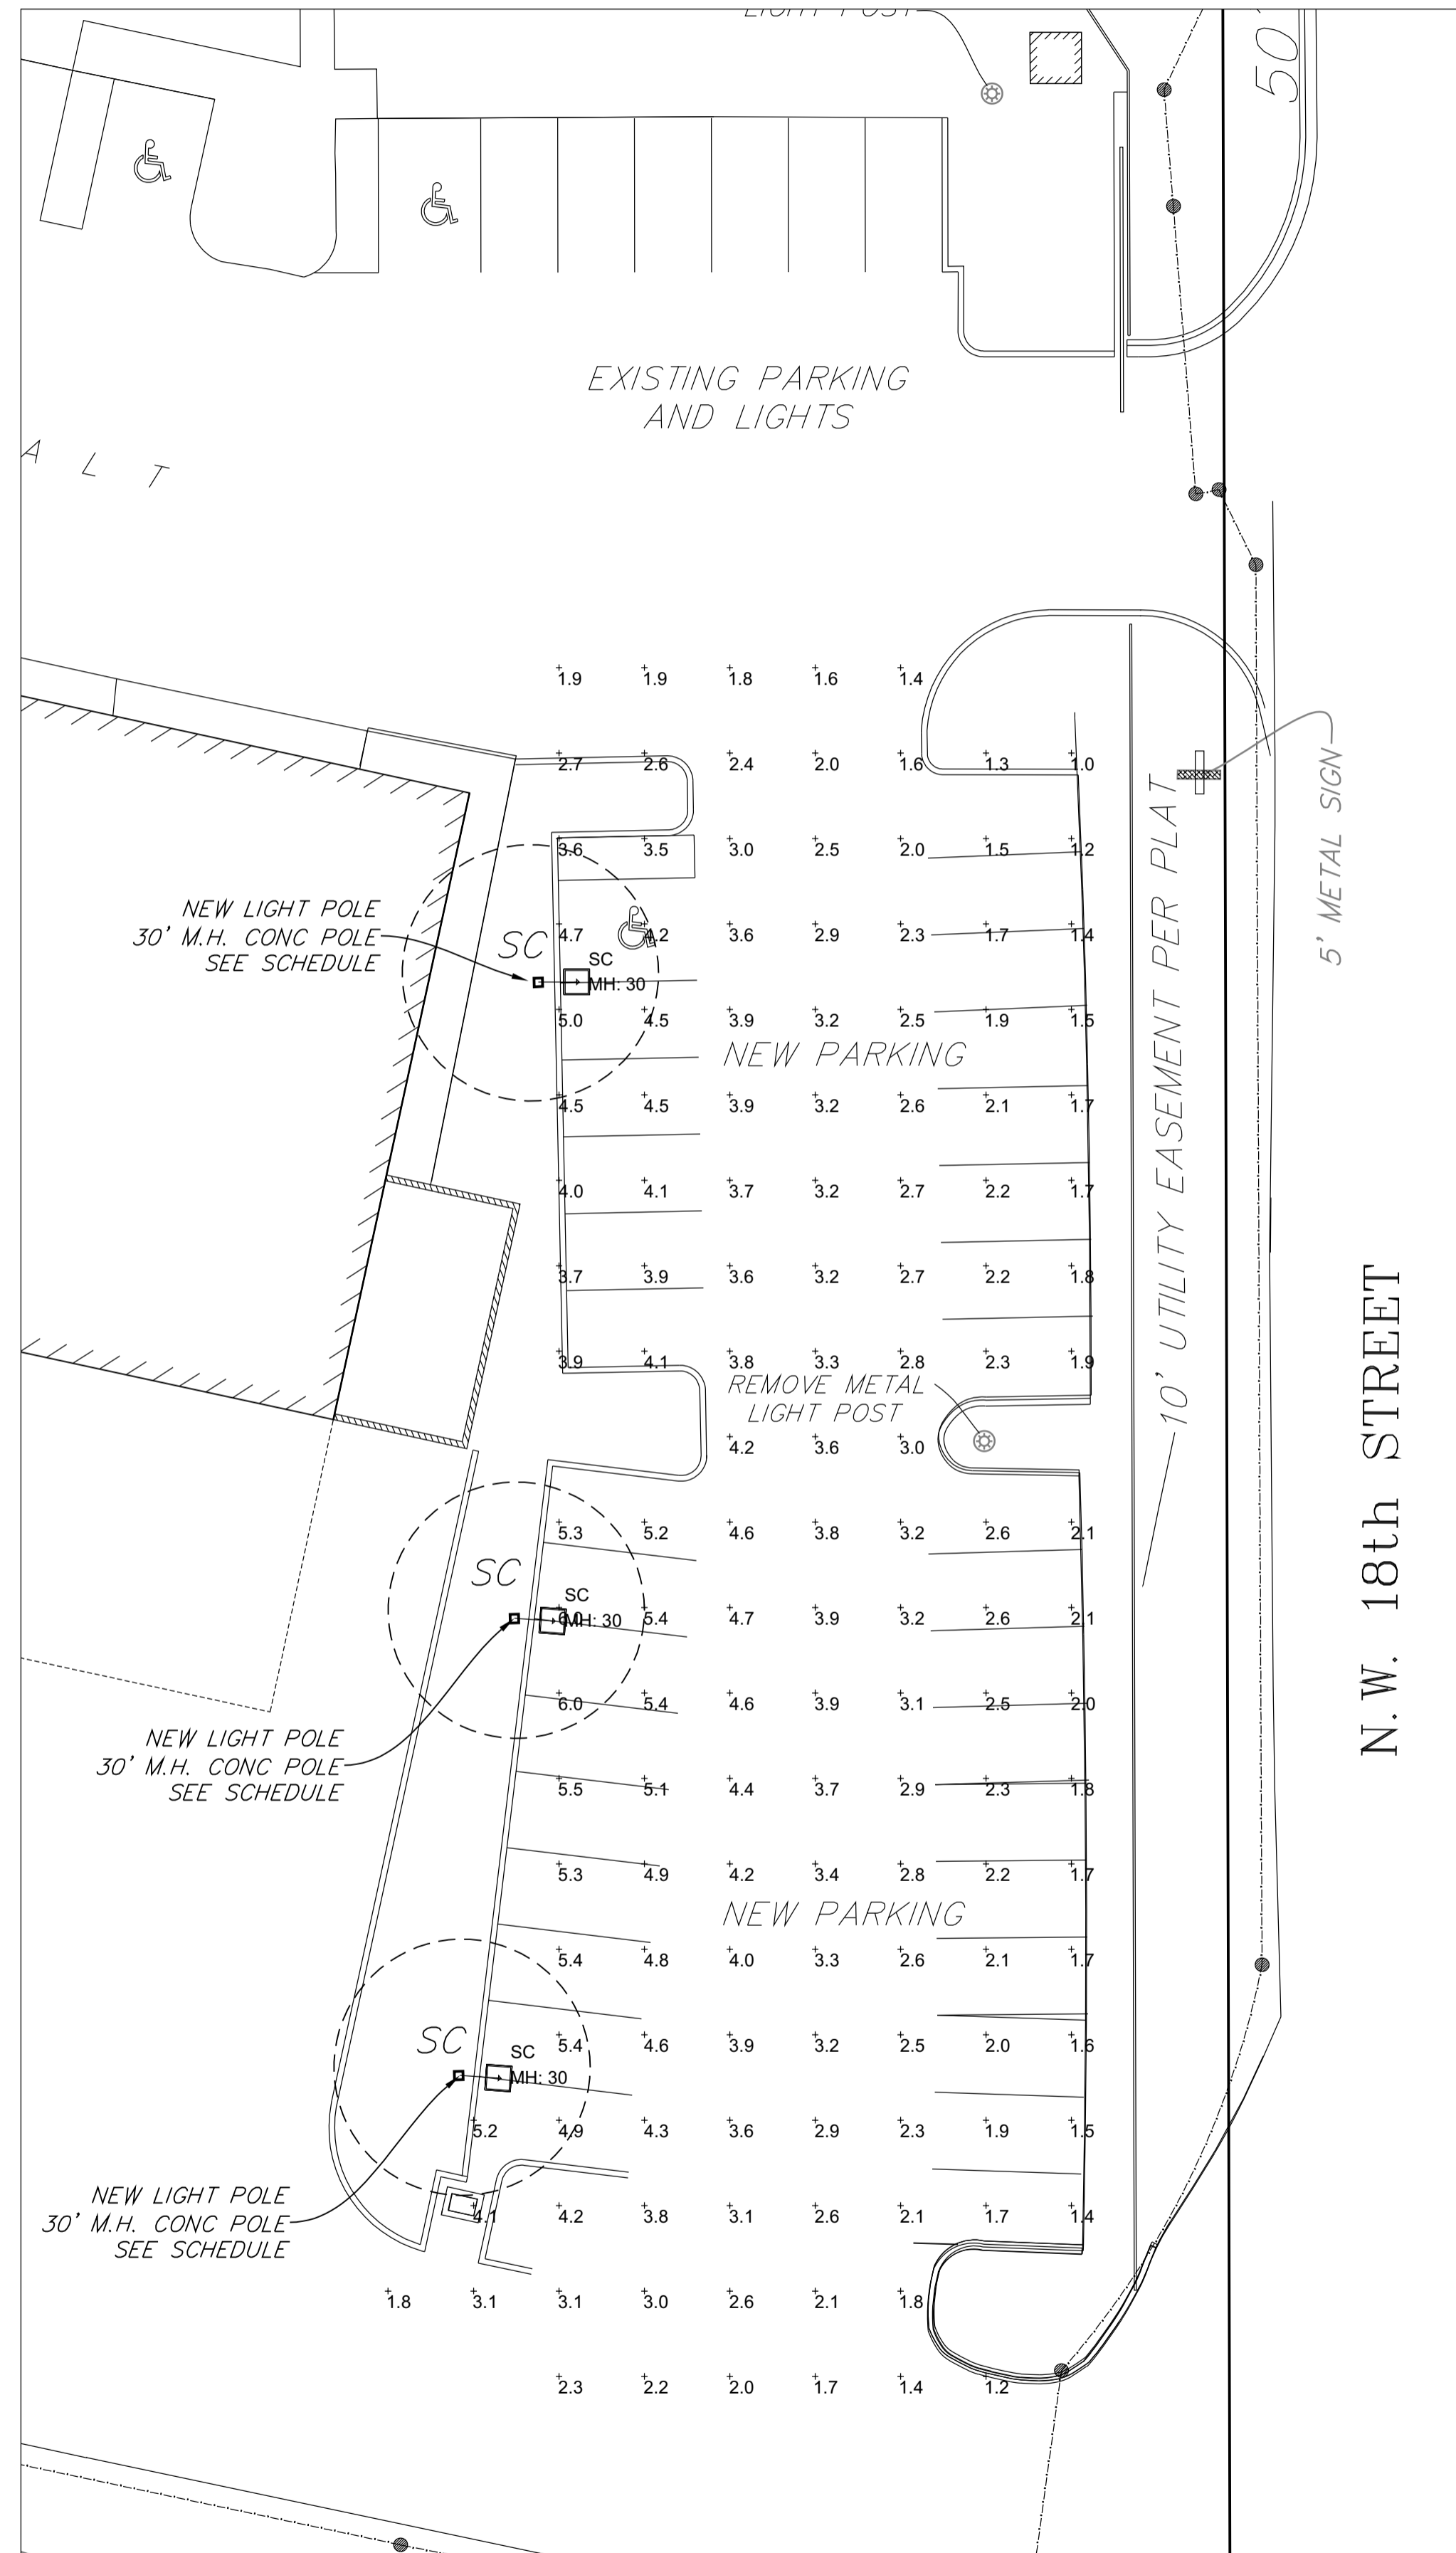 LIGHT POST
50'
EXISTING PARKING
AND LIGHTS
A L T
1.9 1.9 1.8 1.6 1.4
2.7 2.6 2.4 2.0 1.6 1.3 1.0
5' METAL SIGN
3.6 3.5 3.0 2.5 2.0 1.5 1.2
NEW LIGHT POLE
30' M.H. CONC POLE
SEE SCHEDULE
4.7 4.2 3.6 2.9 2.3 1.7 1.4
SC
SC
MH: 30
5.0 4.5 3.9 3.2 2.5 1.9 1.5
NEW PARKING
4.5 4.5 3.9 3.2 2.6 2.1 1.7
10' UTILITY EASEMENT PER PLAT
4.0 4.1 3.7 3.2 2.7 2.2 1.7
3.7 3.9 3.6 3.2 2.7 2.2 1.8
3.9 4.1 3.8 3.3 2.8 2.3 1.9
REMOVE METAL
LIGHT POST
4.2 3.6 3.0
N.W. 18th STREET
5.3 5.2 4.6 3.8 3.2 2.6 2.1
SC
SC
MH: 30
6.0 5.4 4.7 3.9 3.2 2.6 2.1
6.0 5.4 4.6 3.9 3.1 2.5 2.0
NEW LIGHT POLE
30' M.H. CONC POLE
SEE SCHEDULE
5.5 5.1 4.4 3.7 2.9 2.3 1.8
5.3 4.9 4.2 3.4 2.8 2.2 1.7
NEW PARKING
5.4 4.8 4.0 3.3 2.6 2.1 1.7
SC
SC
MH: 30
5.4 4.6 3.9 3.2 2.5 2.0 1.6
5.2 4.9 4.3 3.6 2.9 2.3 1.9 1.5
NEW LIGHT POLE
30' M.H. CONC POLE
SEE SCHEDULE
4.1 4.2 3.8 3.1 2.6 2.1 1.7 1.4
1.8 3.1 3.1 3.0 2.6 2.1 1.8
2.3 2.2 2.0 1.7 1.4 1.2